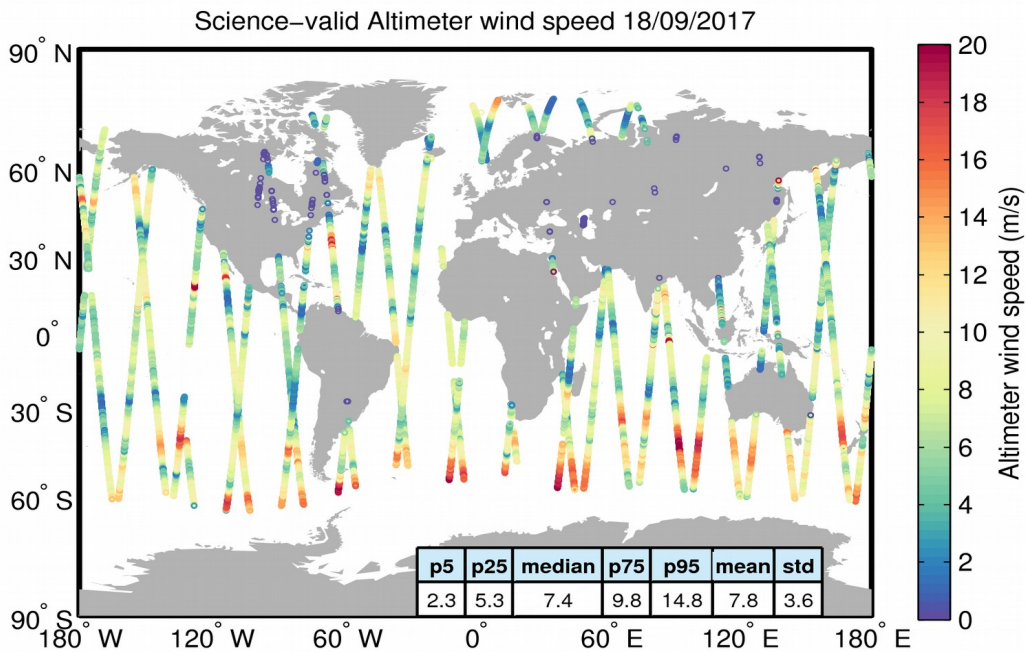 Science−valid Altimeter wind speed 18/09/2017
90° N
60° N
30° N
0°
30° S
60° S
90° S
180° W
120° W
60° W
0°
60° E
120° E
180° E
p5 p25 median p75 p95 mean std
2.3 5.3 7.4 9.8 14.8 7.8 3.6
20
18
16
14
12
10
8
6
4
2
0
Altimeter wind speed (m/s)